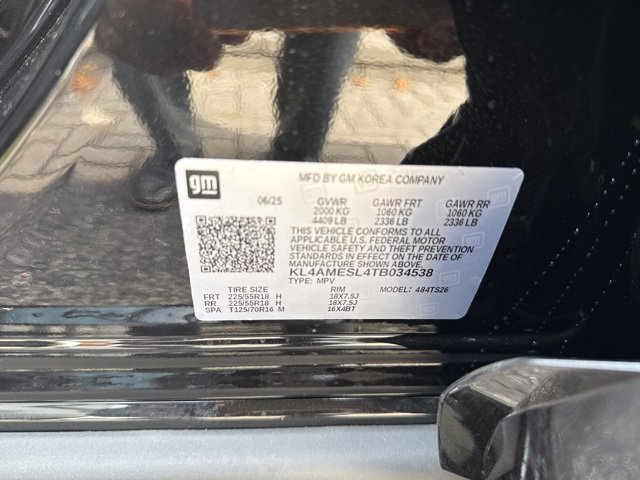 gm MFD BY GM KOREA COMPANY
06/25 GVWR GAWR FRT GAWR RR
2000 KG 1060 KG 1060 KG
4409 LB 2336 LB 2336 LB
THIS VEHICLE CONFORMS TO ALL
APPLICABLE U.S. FEDERAL MOTOR
VEHICLE SAFETY AND THEFT PREVENTION
STANDARDS IN EFFECT ON THE DATE OF
MANUFACTURE SHOWN ABOVE.
KL4AMESL4TB034538
TYPE: MPV MODEL: 484TS26
TIRE SIZE RIM
FRT 225/55R18 H 18X7.5J
RR 225/55R18 H 18X7.5J
SPA T125/70R16 M 16X4BT